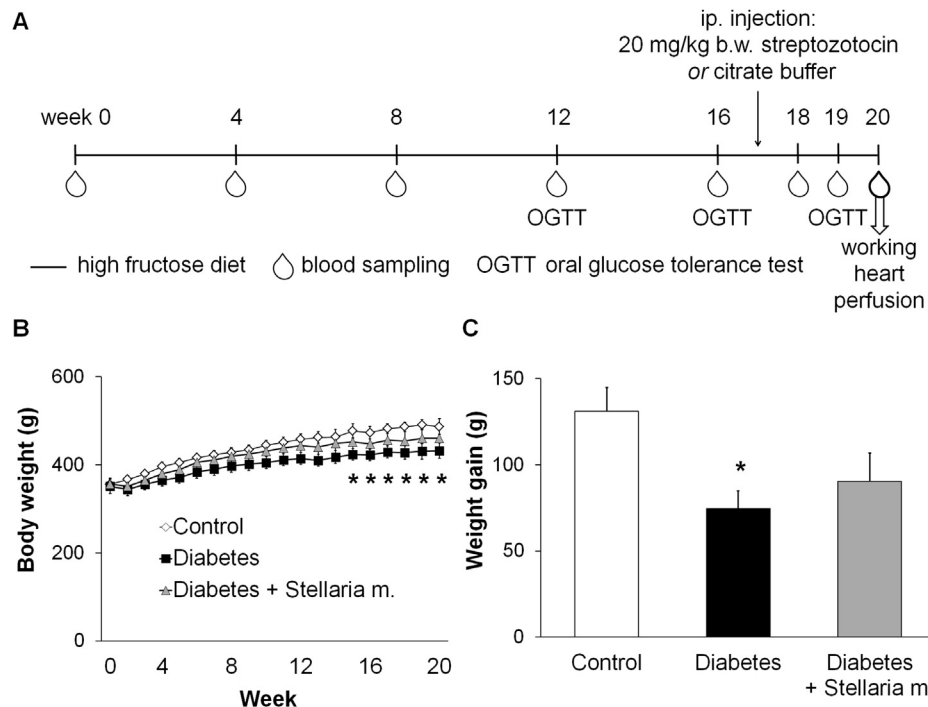 A
ip. injection:
20 mg/kg b.w. streptozotocin
or citrate buffer
week 0 4 8 12 16 18 19 20
OGTT OGTT OGTT
high fructose diet blood sampling OGTT oral glucose tolerance test
working
heart
perfusion
B
Body weight (g)
600
400
200
0
* * * * * *
Control
Diabetes
Diabetes + Stellaria m.
0 4 8 12 16 20
Week
C
Weight gain (g)
150
100
50
0
*
Control Diabetes Diabetes
+ Stellaria m